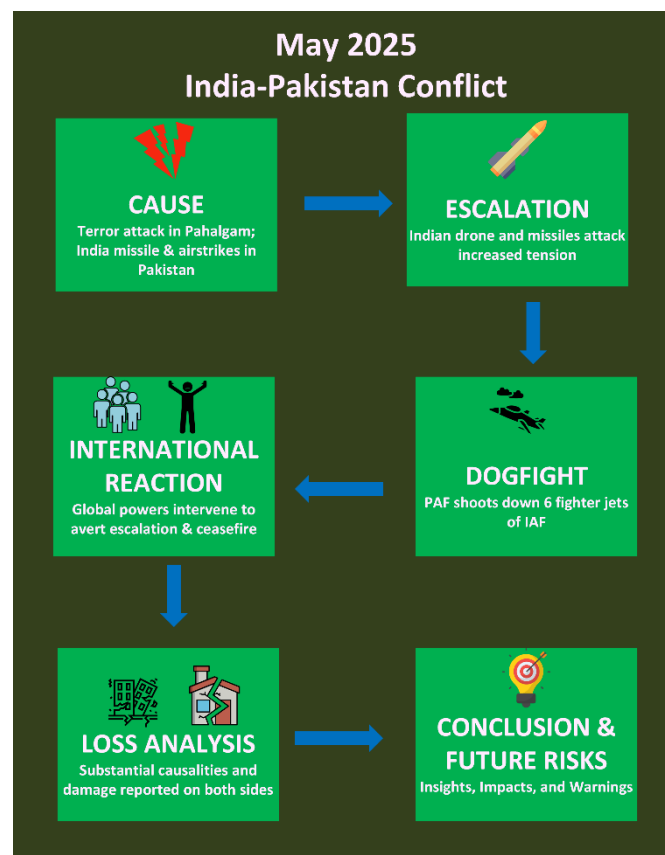 May 2025
India-Pakistan Conflict
CAUSE
Terror attack in Pahalgam;
India missile & airstrikes in
Pakistan
ESCALATION
Indian drone and missiles attack
increased tension
DOGFIGHT
PAF shoots down 6 fighter jets
of IAF
INTERNATIONAL
REACTION
Global powers intervene to
avert escalation & ceasefire
LOSS ANALYSIS
Substantial causalities and
damage reported on both sides
CONCLUSION &
FUTURE RISKS
Insights, Impacts, and Warnings